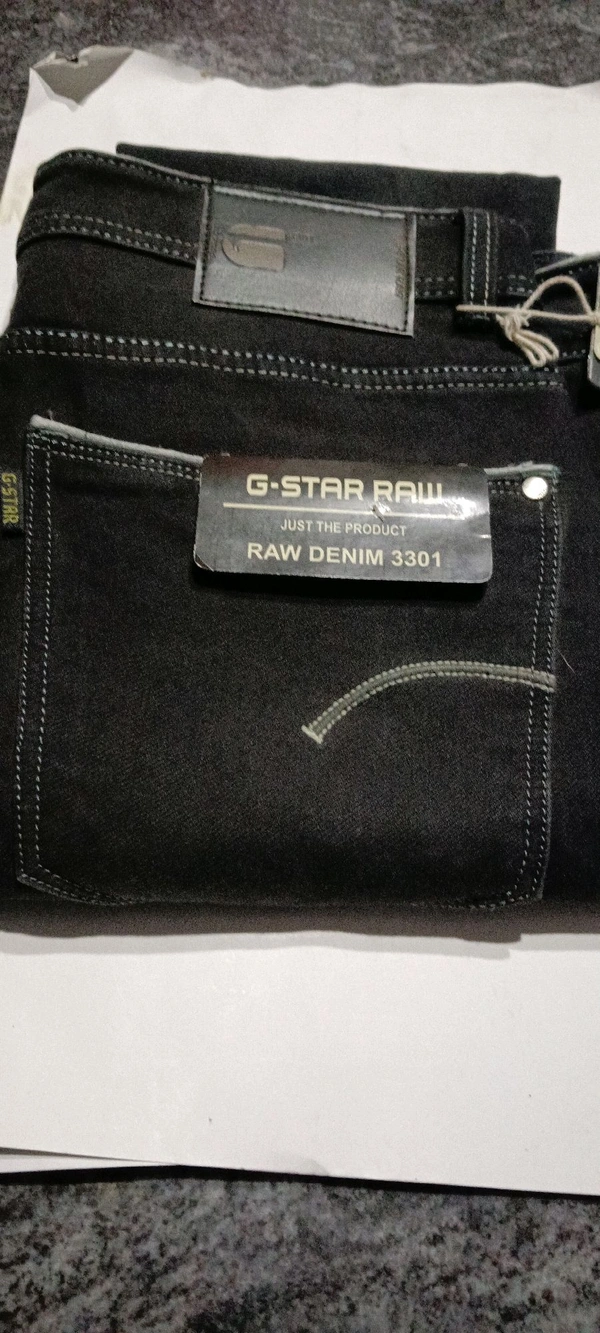 G-STAR RAW
JUST THE PRODUCT
RAW DENIM 3301
G-STAR